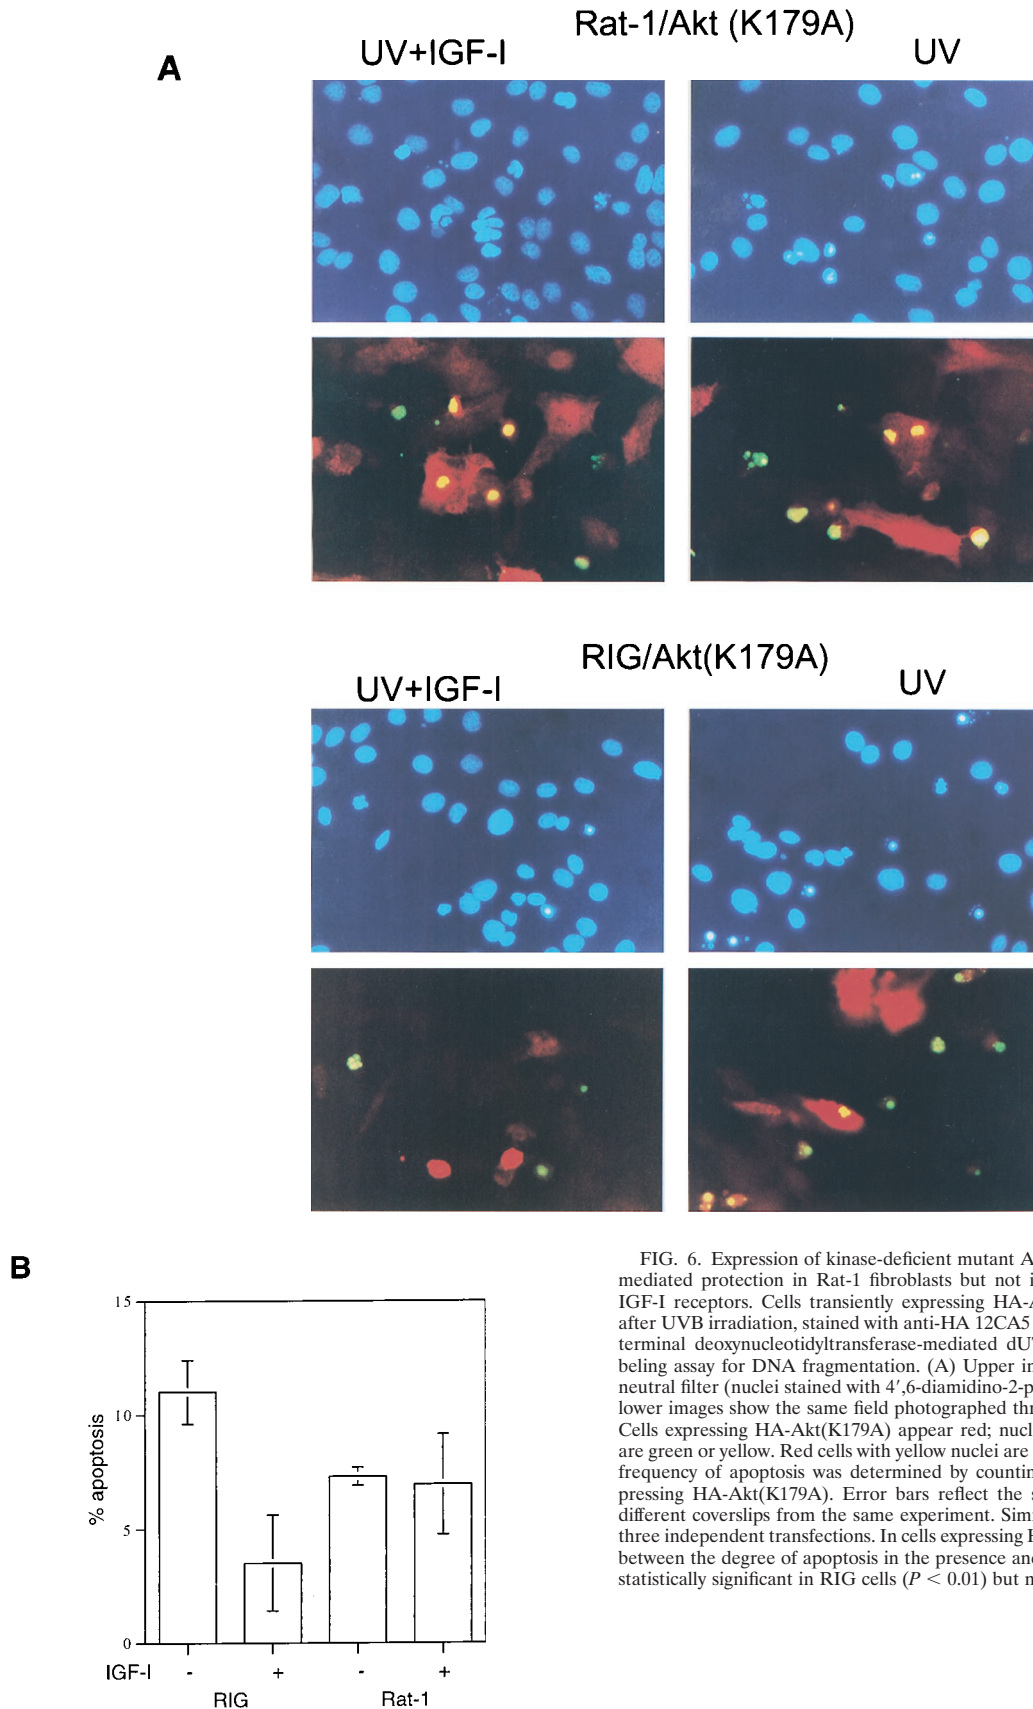 Rat-1/Akt (K179A)
A
UV+IGF-I
UV
RIG/Akt(K179A)
UV+IGF-I
UV
B
15
10
5
0
% apoptosis
IGF-I - + - +
RIG Rat-1
FIG. 6. Expression of kinase-deficient mutant A
mediated protection in Rat-1 fibroblasts but not i
IGF-I receptors. Cells transiently expressing HA-A
after UVB irradiation, stained with anti-HA 12CA5
terminal deoxynucleotidyltransferase-mediated dU
beling assay for DNA fragmentation. (A) Upper in
neutral filter (nuclei stained with 4′,6-diamidino-2-p
lower images show the same field photographed thr
Cells expressing HA-Akt(K179A) appear red; nucl
are green or yellow. Red cells with yellow nuclei are
frequency of apoptosis was determined by countin
pressing HA-Akt(K179A). Error bars reflect the s
different coverslips from the same experiment. Sim
three independent transfections. In cells expressing H
between the degree of apoptosis in the presence and
statistically significant in RIG cells (P < 0.01) but n